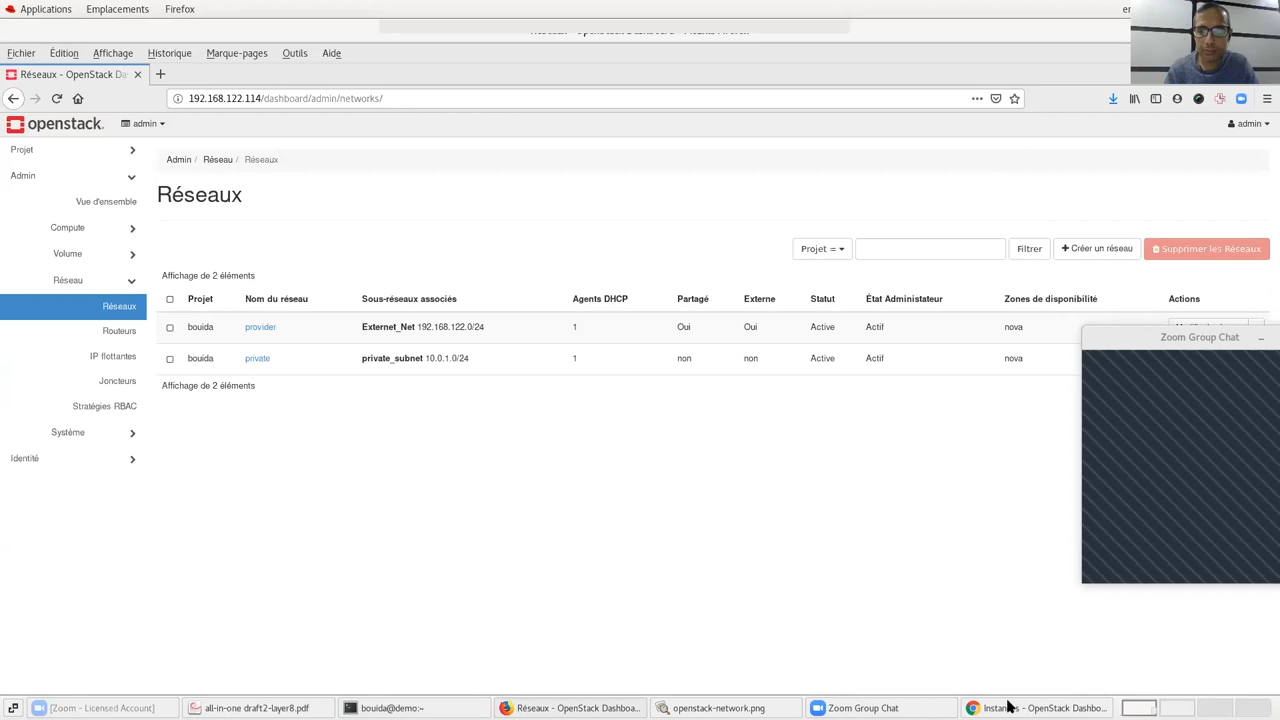 Applications Emplacements Firefox
Fichier Édition Affichage Historique Marque-pages Outils Aide
Réseaux - OpenStack Da
192.168.122.114/dashboard/admin/networks/
openstack. admin admin
Projet
Admin
Vue d'ensemble
Compute
Volume
Réseau
Réseaux
Routeurs
IP flottantes
Joncteurs
Stratégies RBAC
Système
Identité
Admin / Réseau / Réseaux
Réseaux
Projet = Filtrer + Créer un réseau Supprimer les Réseaux
Affichage de 2 éléments
Projet Nom du réseau Sous-réseaux associés Agents DHCP Partagé Externe Statut État Administateur Zones de disponibilité Actions
bouida provider External_Net 192.168.122.0/24 1 Oui Oui Active Actif nova
bouida private private_subnet 10.0.1.0/24 1 non non Active Actif nova
Affichage de 2 éléments
Zoom Group Chat
[Zoom - Licensed Account] all-in-one draft2-layer8.pdf bouida@demo:~ Réseaux - OpenStack Dashboa... openstack-network.png Zoom Group Chat - OpenStack Dashbo...